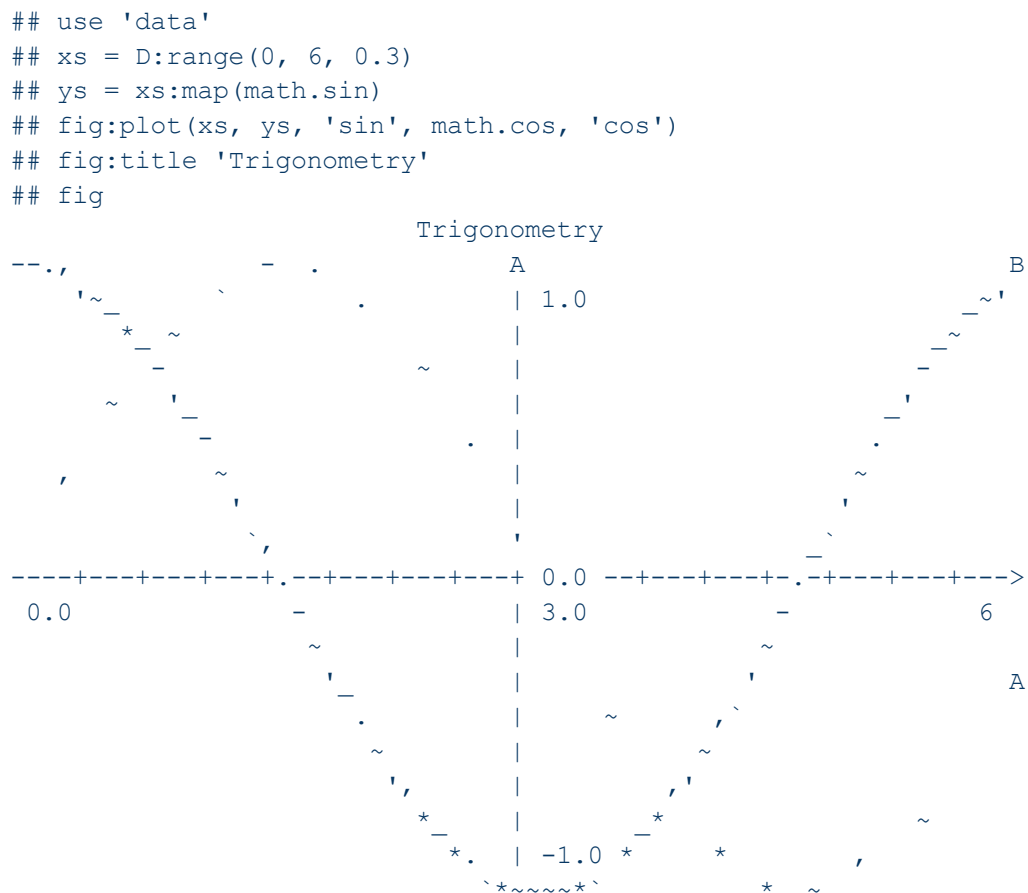 ## use 'data'
## xs = D:range(0, 6, 0.3)
## ys = xs:map(math.sin)
## fig:plot(xs, ys, 'sin', math.cos, 'cos')
## fig:title 'Trigonometry'
## fig
                          Trigonometry
--.,            -  .            A                               B
    '~_      `        .         | 1.0                        _~'
       *_ ~                     |                          _~
         -                ~     |                         -
      ~   '_                    |                       _'
            -                .  |                      .
   ,         ~                  |                     ~
              '                 |                    '
               `,               '                  _`
----+---+---+---+.--+---+---+---+ 0.0 --+---+---+-.-+---+---+--->
 0.0              -             | 3.0            -            6
                   ~            |               ~
                    '_          |              '                A
                      .         |     ~      ,`
                       ~        |           ~
                        ',      |         ,'
                          *_    |       _*                ~
                            *.  | -1.0 *     *        ,
                              `*~~~~*`          *  ~